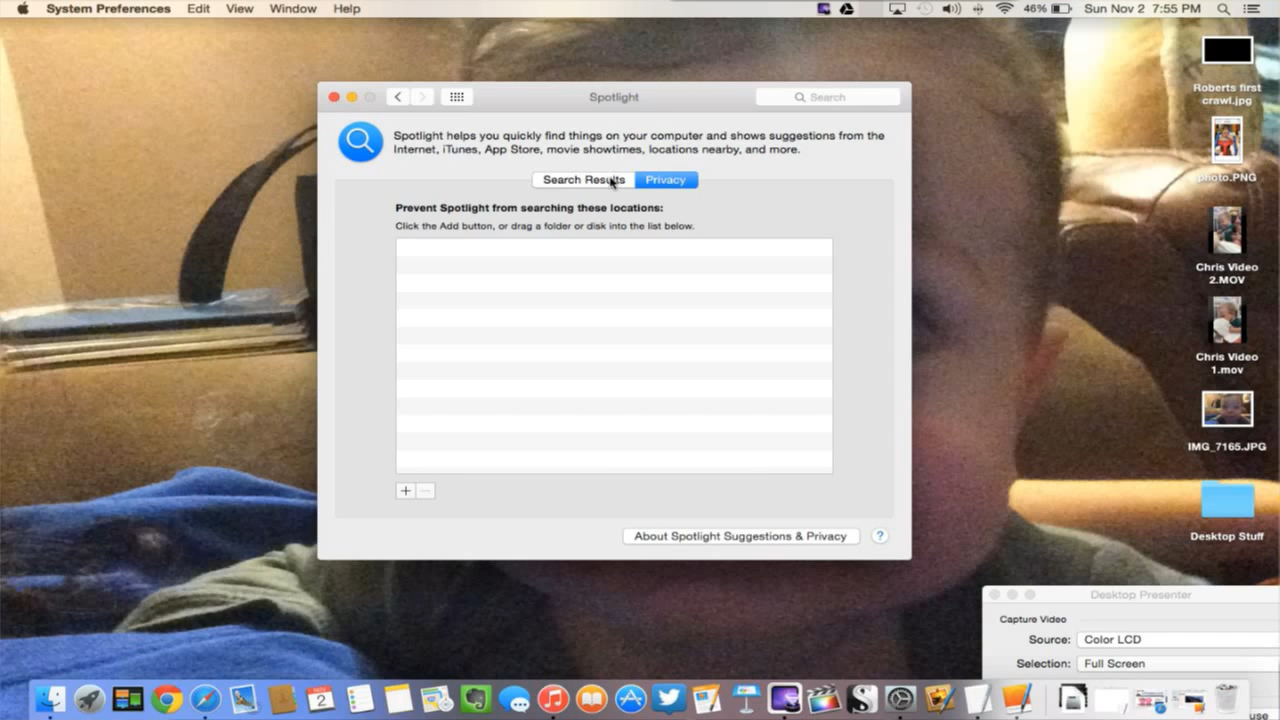 System Preferences Edit View Window Help 46% Sun Nov 2 7:55 PM
Spotlight
Search
Spotlight helps you quickly find things on your computer and shows suggestions from the
Internet, iTunes, App Store, movie showtimes, locations nearby, and more.
Search Results Privacy
Prevent Spotlight from searching these locations:
Click the Add button, or drag a folder or disk into the list below.
+ −
About Spotlight Suggestions & Privacy ?
Roberts first
crawl.jpg
photo.PNG
Chris Video
2.MOV
Chris Video
1.mov
IMG_7165.JPG
Desktop Stuff
Desktop Presenter
Capture Video
Source: Color LCD
Selection: Full Screen
NOV
2
use